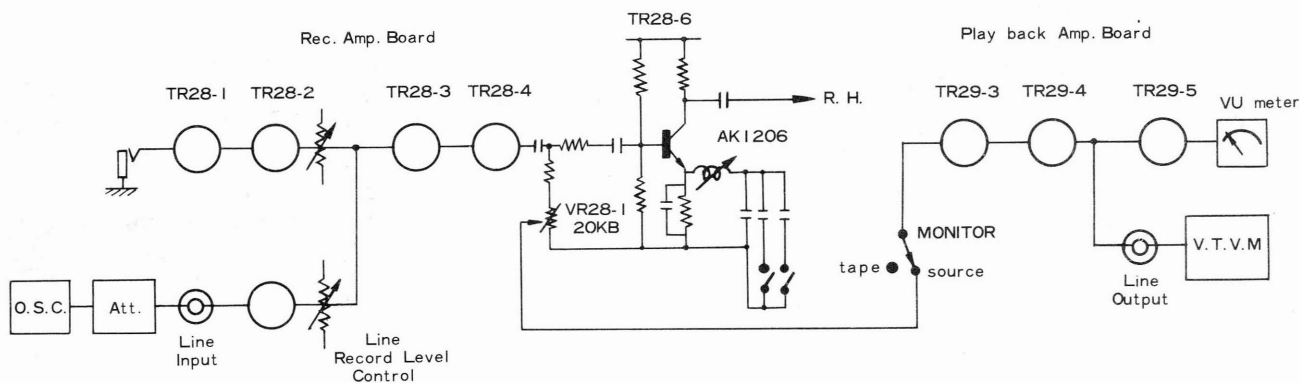 TR28-6
Rec. Amp. Board
Play back Amp. Board
TR28-1
TR28-2
TR28-3
TR28-4
R. H.
TR29-3
TR29-4
TR29-5
VU meter
AK1206
VR28-1
20KB
MONITOR
tape
source
V.T.V.M
Line
Output
O.S.C.
Att.
Line
Input
Line
Record Level
Control